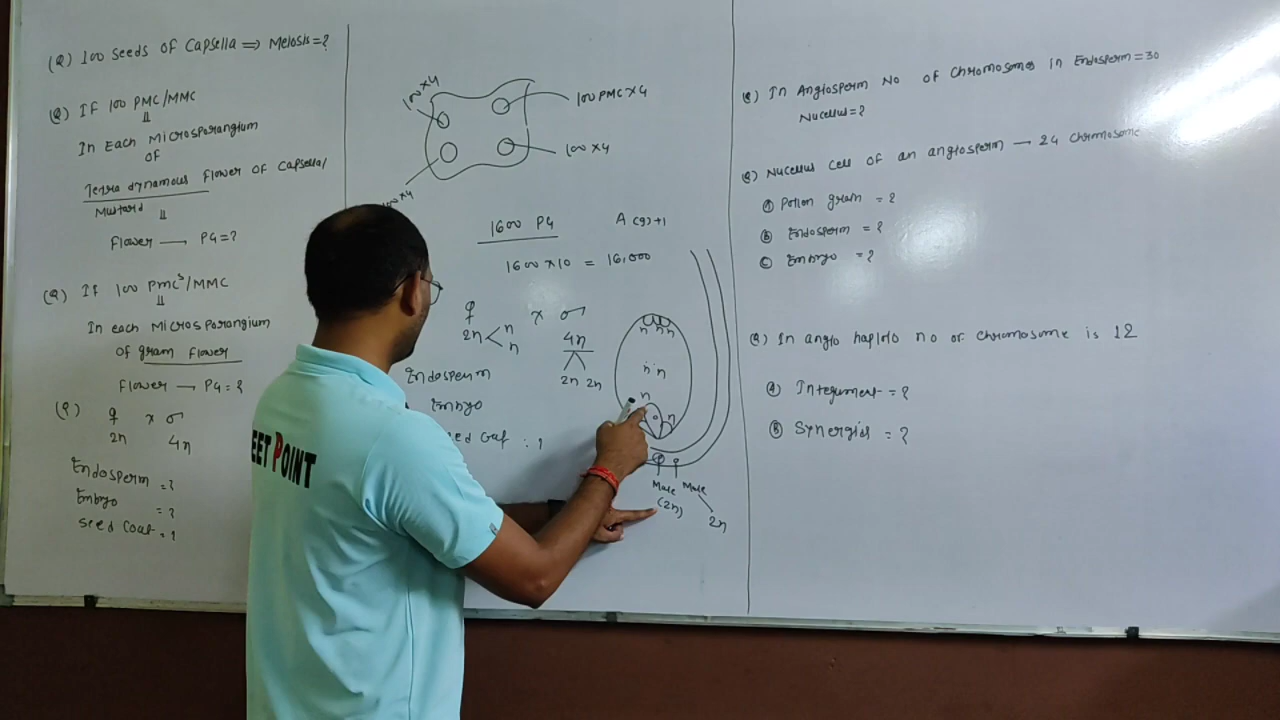 (Q) 100 Seeds of Capsella ⇒ Meiosis = ?
(Q) If 100 PMC/MMC
In Each Microsporangium
OF
Tetradynamous Flower of Capsella/
Mustard
Flower → PG = ?
(Q) If 100 PMC's/MMC
In each Microsporangium
of gram flower
Flower → PG = ?
(Q) ♀ x ♂
2n 4n
Endosperm = ?
Embryo = ?
Seed Coat = ?
100 x 4
100 PMC x 4
100 x 4
100 x 4
1600 PG A (9)+1
1600 x 10 = 16,000
♀ x ♂
2n < n n 4n
2n 2n
Endosperm
Embryo
eed Coat : ?
n n n
n n
n
n
Male Male
(2n) 2n
EET POINT
(Q) In Angiosperm No of Chromosomes in Endosperm = 30
Nucellus = ?
(Q) Nucellus cell of an angiosperm → 24 Chromosome
(A) Pollon grain = ?
(B) Endosperm = ?
(C) Embryo = ?
(Q) In angio haploid no of chromosome is 12
(A) Integument = ?
(B) Synergids = ?